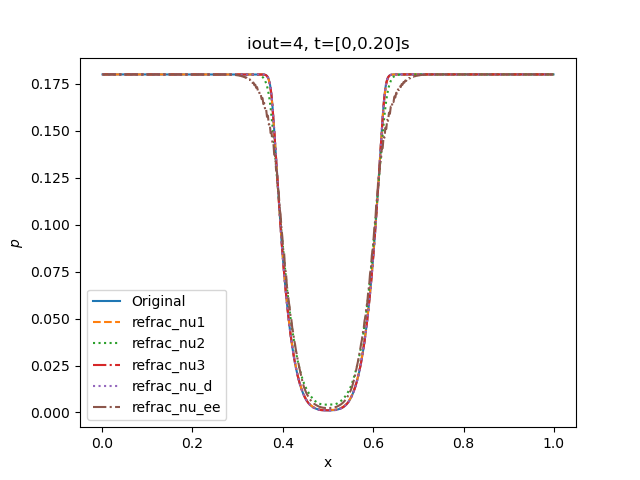 iout=4, t=[0,0.20]s
0.175
0.150
0.125
0.100
0.075
0.050
0.025
0.000
p
Original
refrac_nu1
refrac_nu2
refrac_nu3
refrac_nu_d
refrac_nu_ee
0.0 0.2 0.4 0.6 0.8 1.0
x